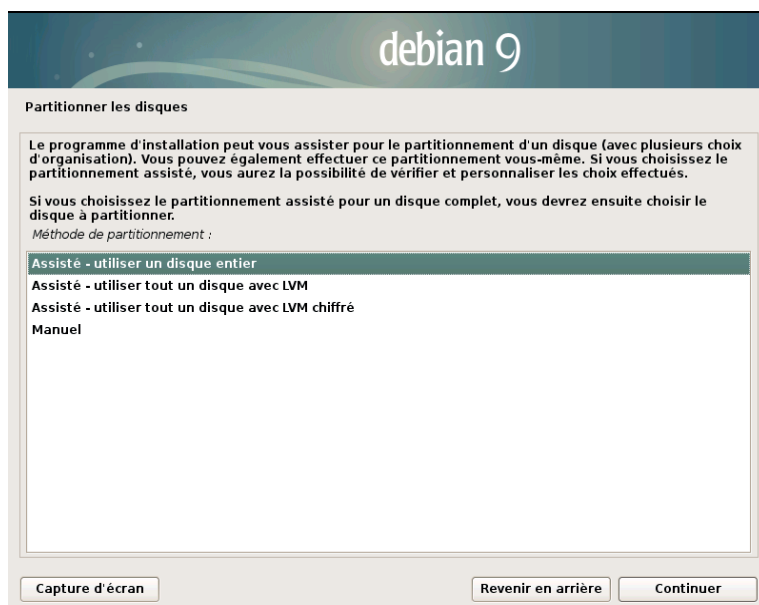 debian 9
Partitionner les disques
Le programme d'installation peut vous assister pour le partitionnement d'un disque (avec plusieurs choix
d'organisation). Vous pouvez également effectuer ce partitionnement vous-même. Si vous choisissez le
partitionnement assisté, vous aurez la possibilité de vérifier et personnaliser les choix effectués.
Si vous choisissez le partitionnement assisté pour un disque complet, vous devrez ensuite choisir le
disque à partitionner.
Méthode de partitionnement :
Assisté - utiliser un disque entier
Assisté - utiliser tout un disque avec LVM
Assisté - utiliser tout un disque avec LVM chiffré
Manuel
Capture d'écran
Revenir en arrière
Continuer